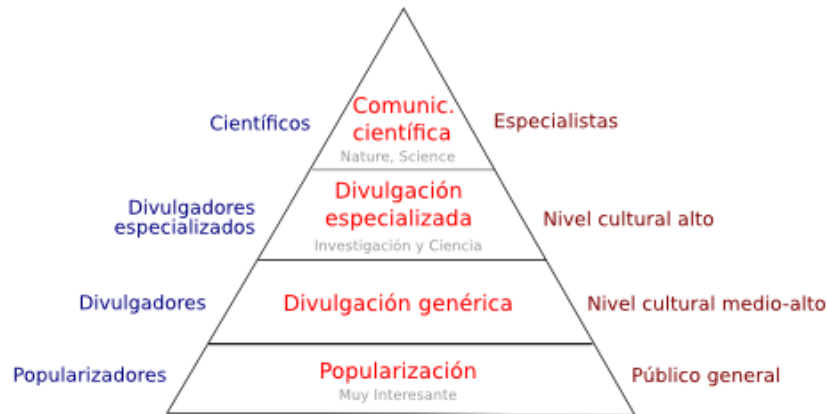 Comunic.
científica
Científicos
Especialistas
Nature, Science
Divulgación
especializada
Divulgadores
especializados
Nivel cultural alto
Investigación y Ciencia
Divulgadores
Divulgación genérica
Nivel cultural medio-alto
Popularizadores
Popularización
Público general
Muy Interesante